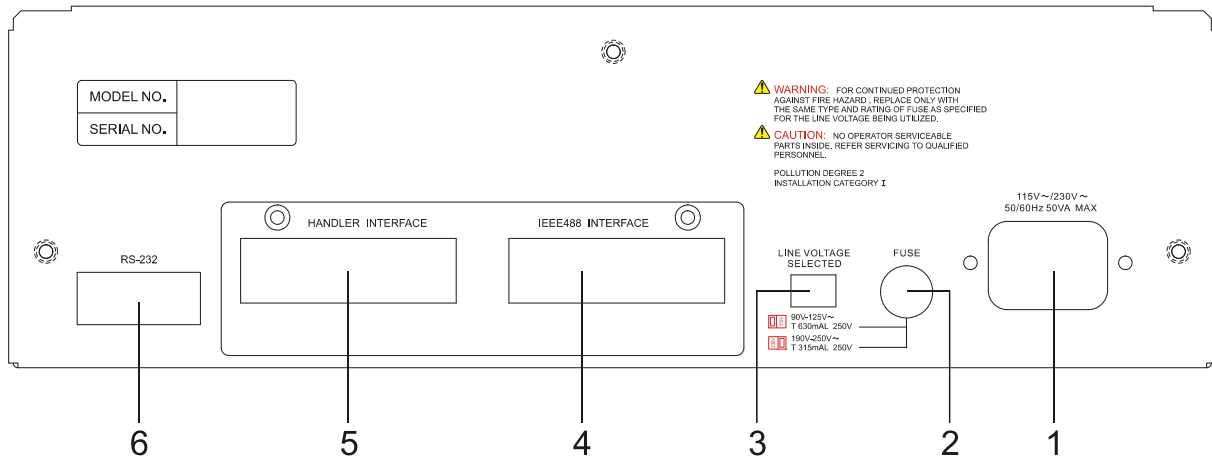 MODEL NO.
SERIAL NO.
WARNING: FOR CONTINUED PROTECTION
AGAINST FIRE HAZARD , REPLACE ONLY WITH
THE SAME TYPE AND RATING OF FUSE AS SPECIFIED
FOR THE LINE VOLTAGE BEING UTILIZED.
CAUTION: NO OPERATOR SERVICEABLE
PARTS INSIDE. REFER SERVICING TO QUALIFIED
PERSONNEL.
POLLUTION DEGREE 2
INSTALLATION CATEGORY I
115V～/230V～
50/60Hz 50VA MAX
HANDLER INTERFACE
IEEE488 INTERFACE
RS-232
LINE VOLTAGE
SELECTED
FUSE
115V
90V-125V～
T 630mAL 250V
230V
190V-250V～
T 315mAL 250V
6
5
4
3
2
1